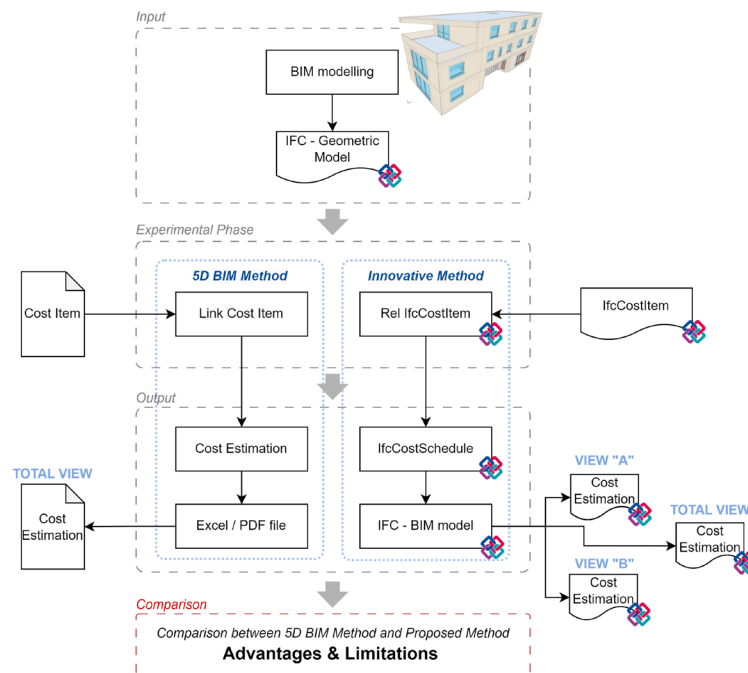 Input
BIM modelling
IFC - Geometric
Model
Experimental Phase
5D BIM Method
Innovative Method
Cost Item
Link Cost Item
Rel IfcCostItem
IfcCostItem
Output
Cost Estimation
IfcCostSchedule
TOTAL VIEW
Cost
Estimation
Excel / PDF file
IFC - BIM model
VIEW "A"
Cost
Estimation
TOTAL VIEW
Cost
Estimation
VIEW "B"
Cost
Estimation
Comparison
Comparison between 5D BIM Method and Proposed Method
Advantages & Limitations